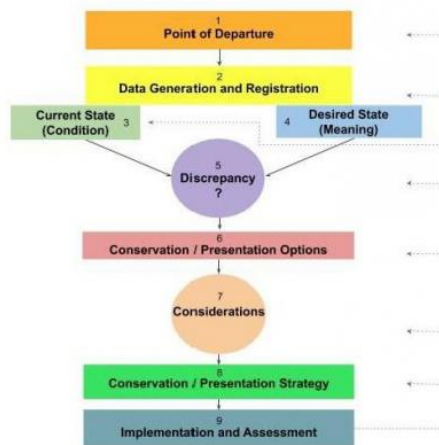 1
Point of Departure
2
Data Generation and Registration
Current State
(Condition) 3
Desired State
4 (Meaning)
5
Discrepancy
?
6
Conservation / Presentation Options
7
Considerations
8
Conservation / Presentation Strategy
9
Implementation and Assessment